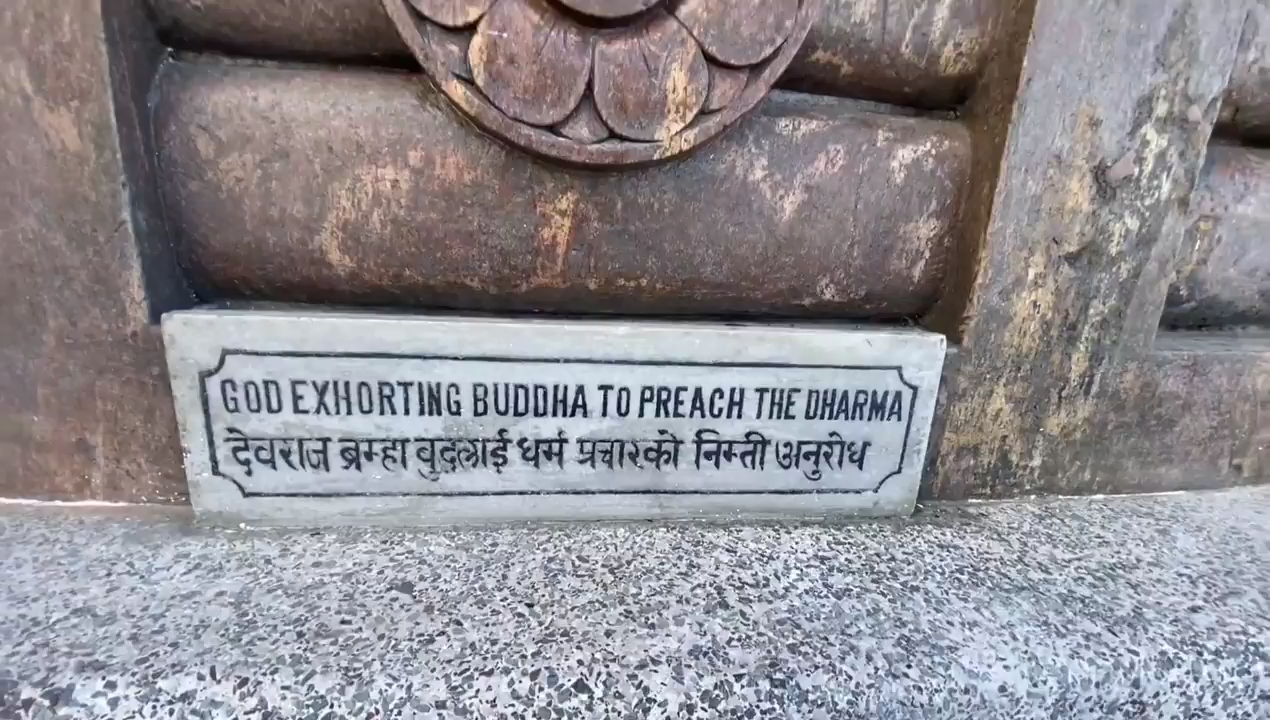 GOD EXHORTING BUDDHA TO PREACH THE DHARMA
देवराज ब्रम्हा वुद्धलाई धर्म प्रचारको निम्ती अनुरोध